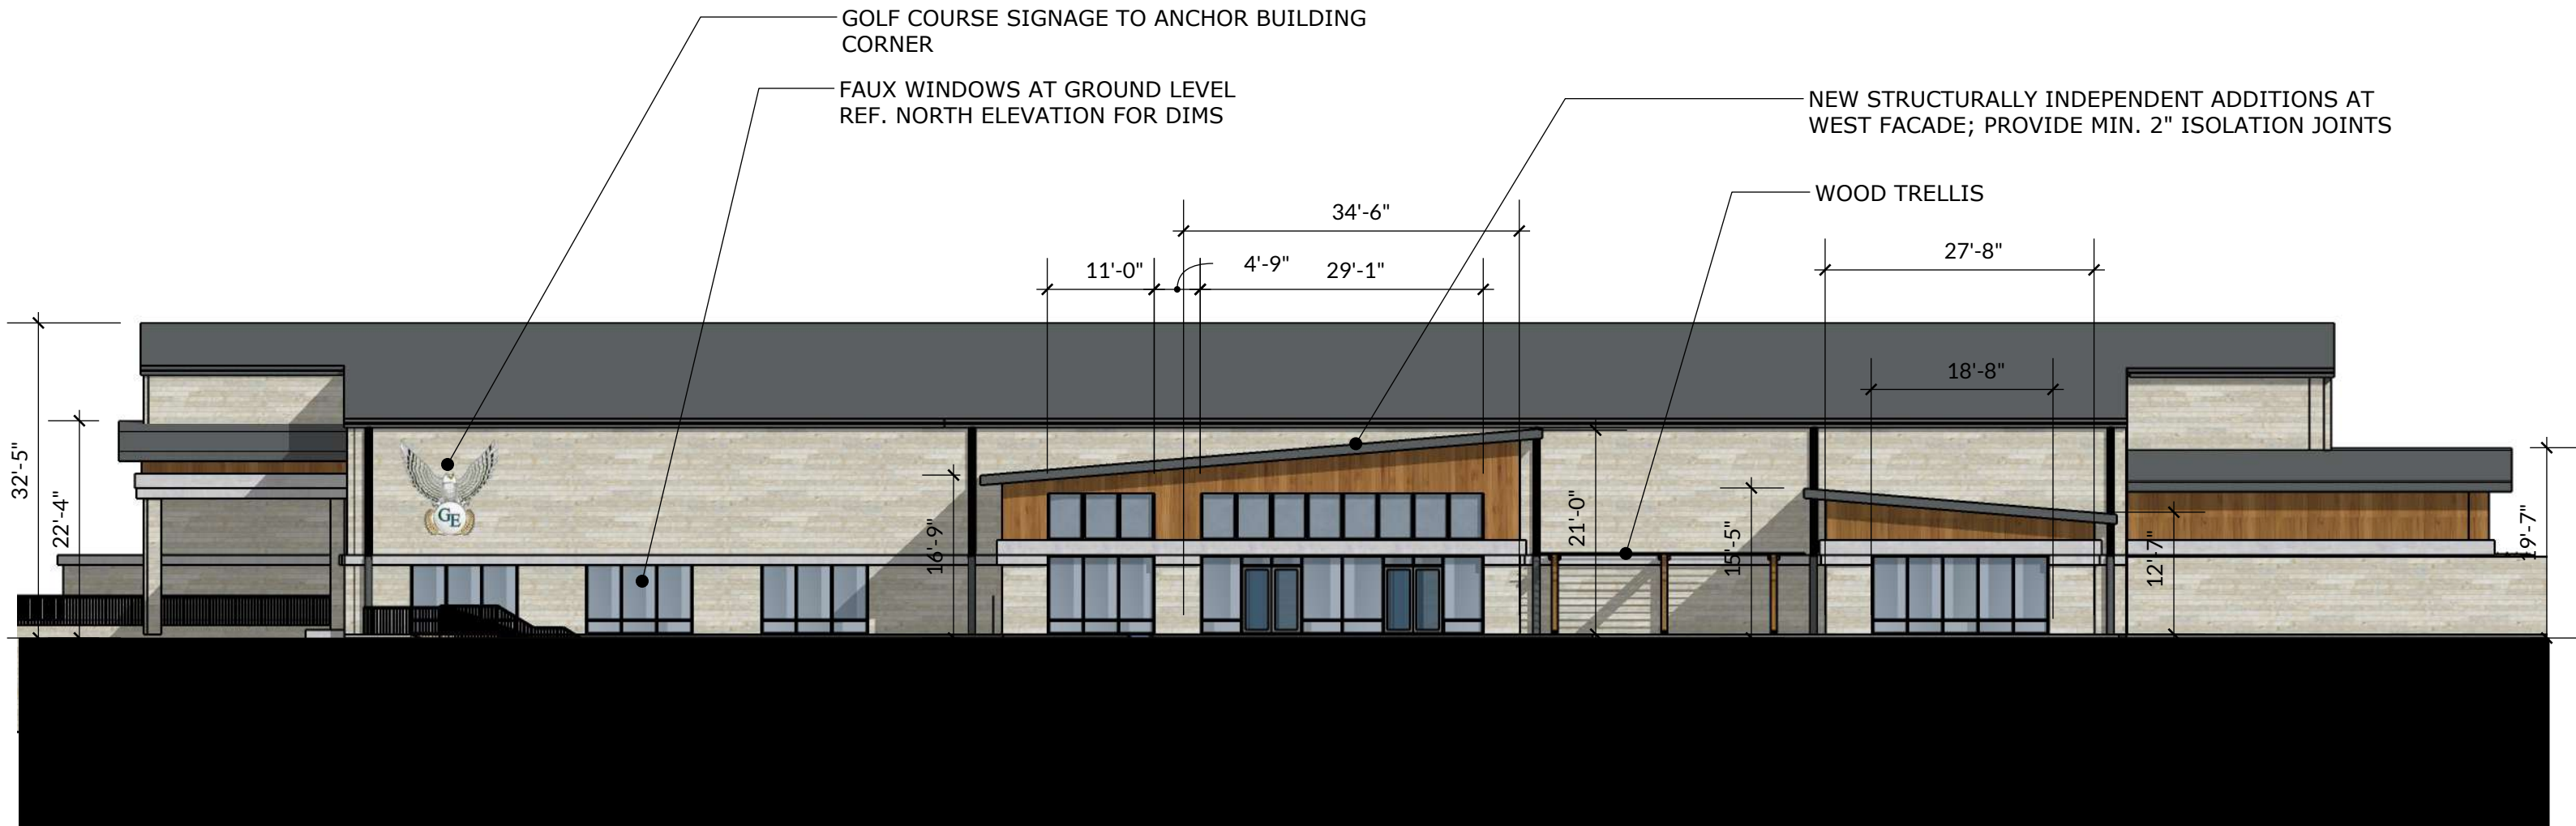 GOLF COURSE SIGNAGE TO ANCHOR BUILDING
CORNER
FAUX WINDOWS AT GROUND LEVEL
REF. NORTH ELEVATION FOR DIMS
NEW STRUCTURALLY INDEPENDENT ADDITIONS AT
WEST FACADE; PROVIDE MIN. 2" ISOLATION JOINTS
WOOD TRELLIS
34'-6"
27'-8"
11'-0"
4'-9"
29'-1"
18'-8"
32'-5"
22'-4"
GE
16'-9"
21'-0"
15'-5"
12'-7"
19'-7"